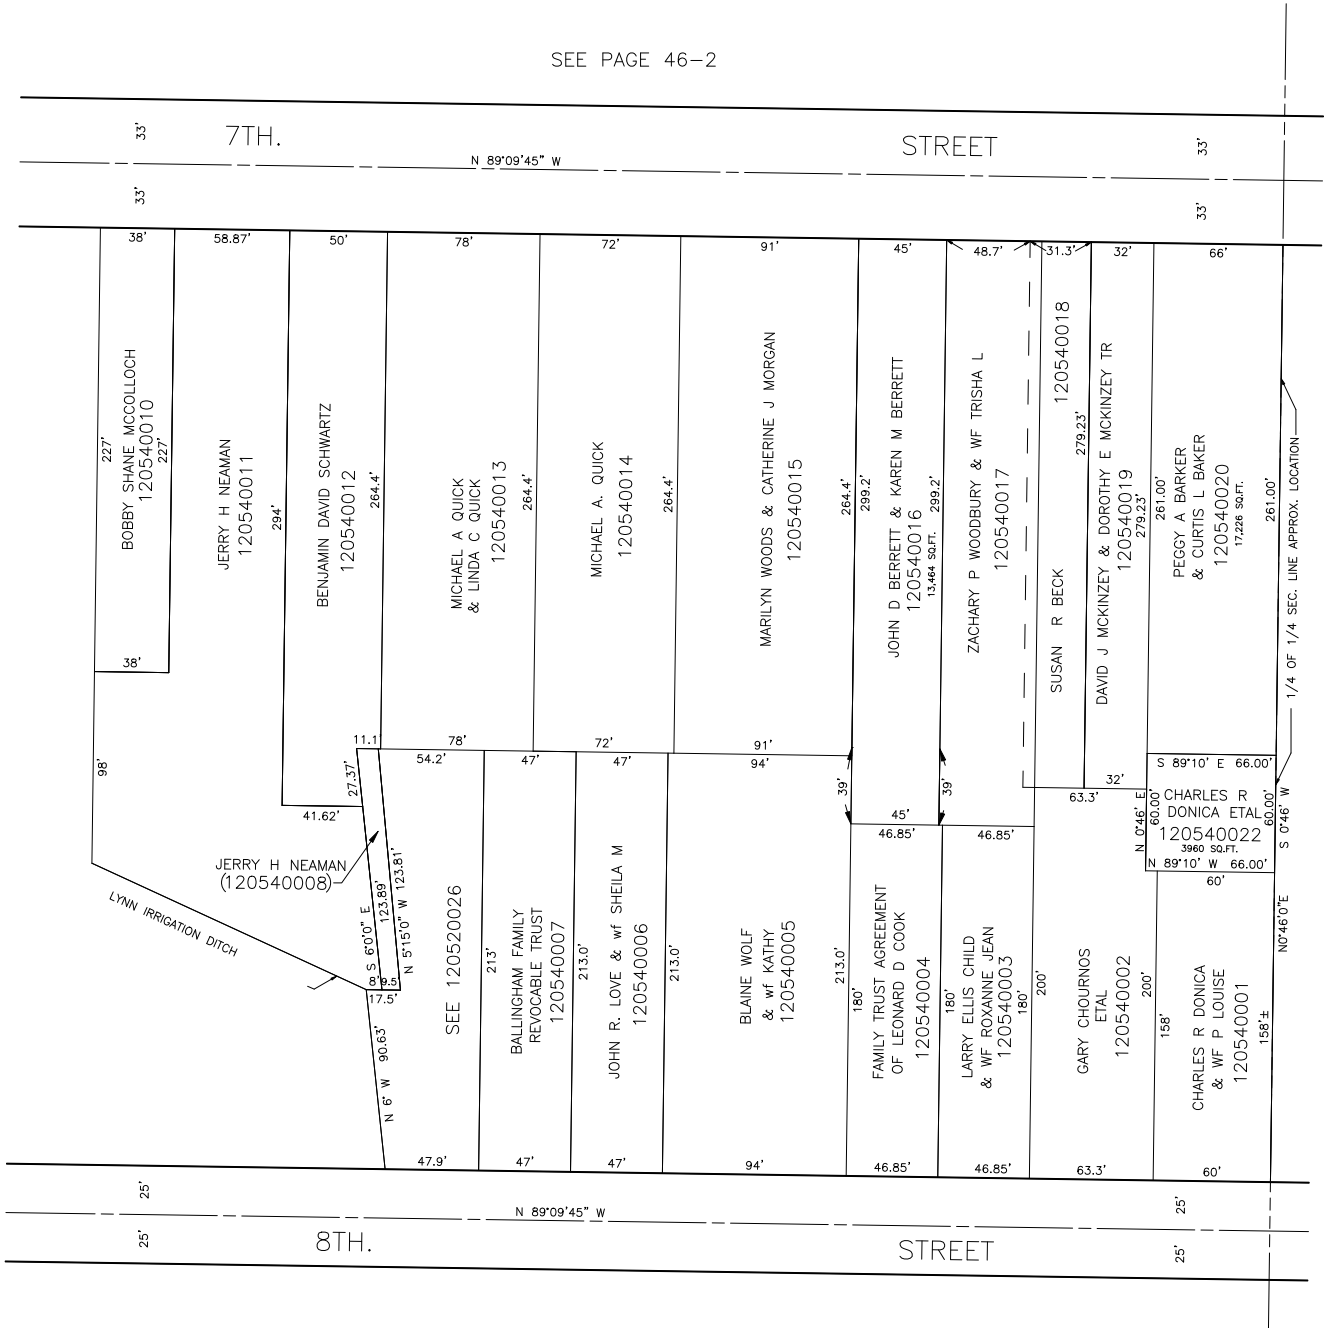 SEE PAGE 46-2
33'
7TH.
STREET
33'
N 89°09'45" W
33'
33'
38'
58.87'
50'
78'
72'
91'
45'
48.7'
31.3'
32'
66'
227'
BOBBY SHANE MCCOLLOCH
120540010
227'
38'
JERRY H NEAMAN
120540011
294'
BENJAMIN DAVID SCHWARTZ
120540012
264.4'
MICHAEL A QUICK
& LINDA C QUICK
120540013
264.4'
MICHAEL A. QUICK
120540014
264.4'
MARILYN WOODS & CATHERINE J MORGAN
120540015
264.4'
299.2'
JOHN D BERRETT & KAREN M BERRETT
120540016
13,464 SQ.FT.
299.2'
ZACHARY P WOODBURY & WF TRISHA L
120540017
SUSAN R BECK
120540018
279.23'
DAVID J MCKINZEY & DOROTHY E MCKINZEY TR
120540019
279.23'
261.00'
PEGGY A BARKER
& CURTIS L BAKER
120540020
17,226 SQ.FT.
261.00'
1/4 OF 1/4 SEC. LINE APPROX. LOCATION
98'
11.1'
27.37'
41.62'
78'
72'
91'
54.2'
47'
47'
94'
39'
39'
45'
46.85'
46.85'
32'
63.3'
S 89°10' E 66.00'
N 0°46' E
60.00'
CHARLES R
DONICA ETAL
120540022
3960 SQ.FT.
60.00'
S 0°46' W
N 89°10' W 66.00'
60'
JERRY H NEAMAN
(120540008)
LYNN IRRIGATION DITCH
S 6°0'0" E
123.89'
N 5°15'0" W 123.81'
8'
9.5'
17.5'
N 6° W 90.63'
SEE 120520026
213'
BALLINGHAM FAMILY
REVOCABLE TRUST
120540007
213.0'
JOHN R. LOVE & wf SHEILA M
120540006
213.0'
BLAINE WOLF
& wf KATHY
120540005
213.0'
180'
FAMILY TRUST AGREEMENT
OF LEONARD D COOK
120540004
180'
LARRY ELLIS CHILD
& WF ROXANNE JEAN
120540003
180'
200'
GARY CHOURNOS
ETAL
120540002
200'
158'
CHARLES R DONICA
& WF P LOUISE
120540001
158'±
N0°46'0"E
47.9'
47'
47'
94'
46.85'
46.85'
63.3'
60'
25'
N 89°09'45" W
25'
25'
8TH.
STREET
25'